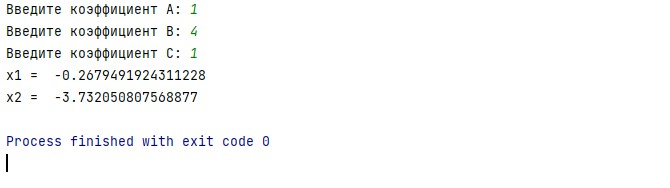 Введите коэффициент A: 1
Введите коэффициент B: 4
Введите коэффициент C: 1
x1 =  -0.2679491924311228
x2 =  -3.732050807568877
Process finished with exit code 0